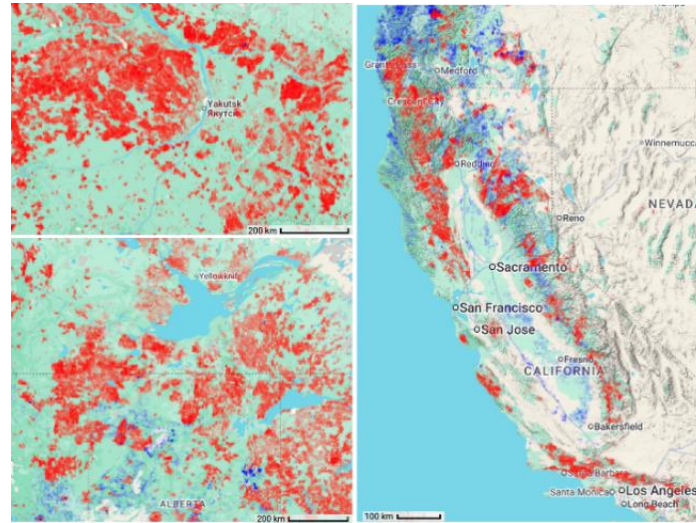 Yakutsk
Якутск
200 km
Yellowknife
ALBERTA
200 km
Grants Pass
Medford
Crescent City
Redding
Winnemucca
Reno
NEVADA
Sacramento
San Francisco
San Jose
Fresno
CALIFORNIA
Bakersfield
Santa Barbara
Santa Monica
Los Angeles
Long Beach
100 km